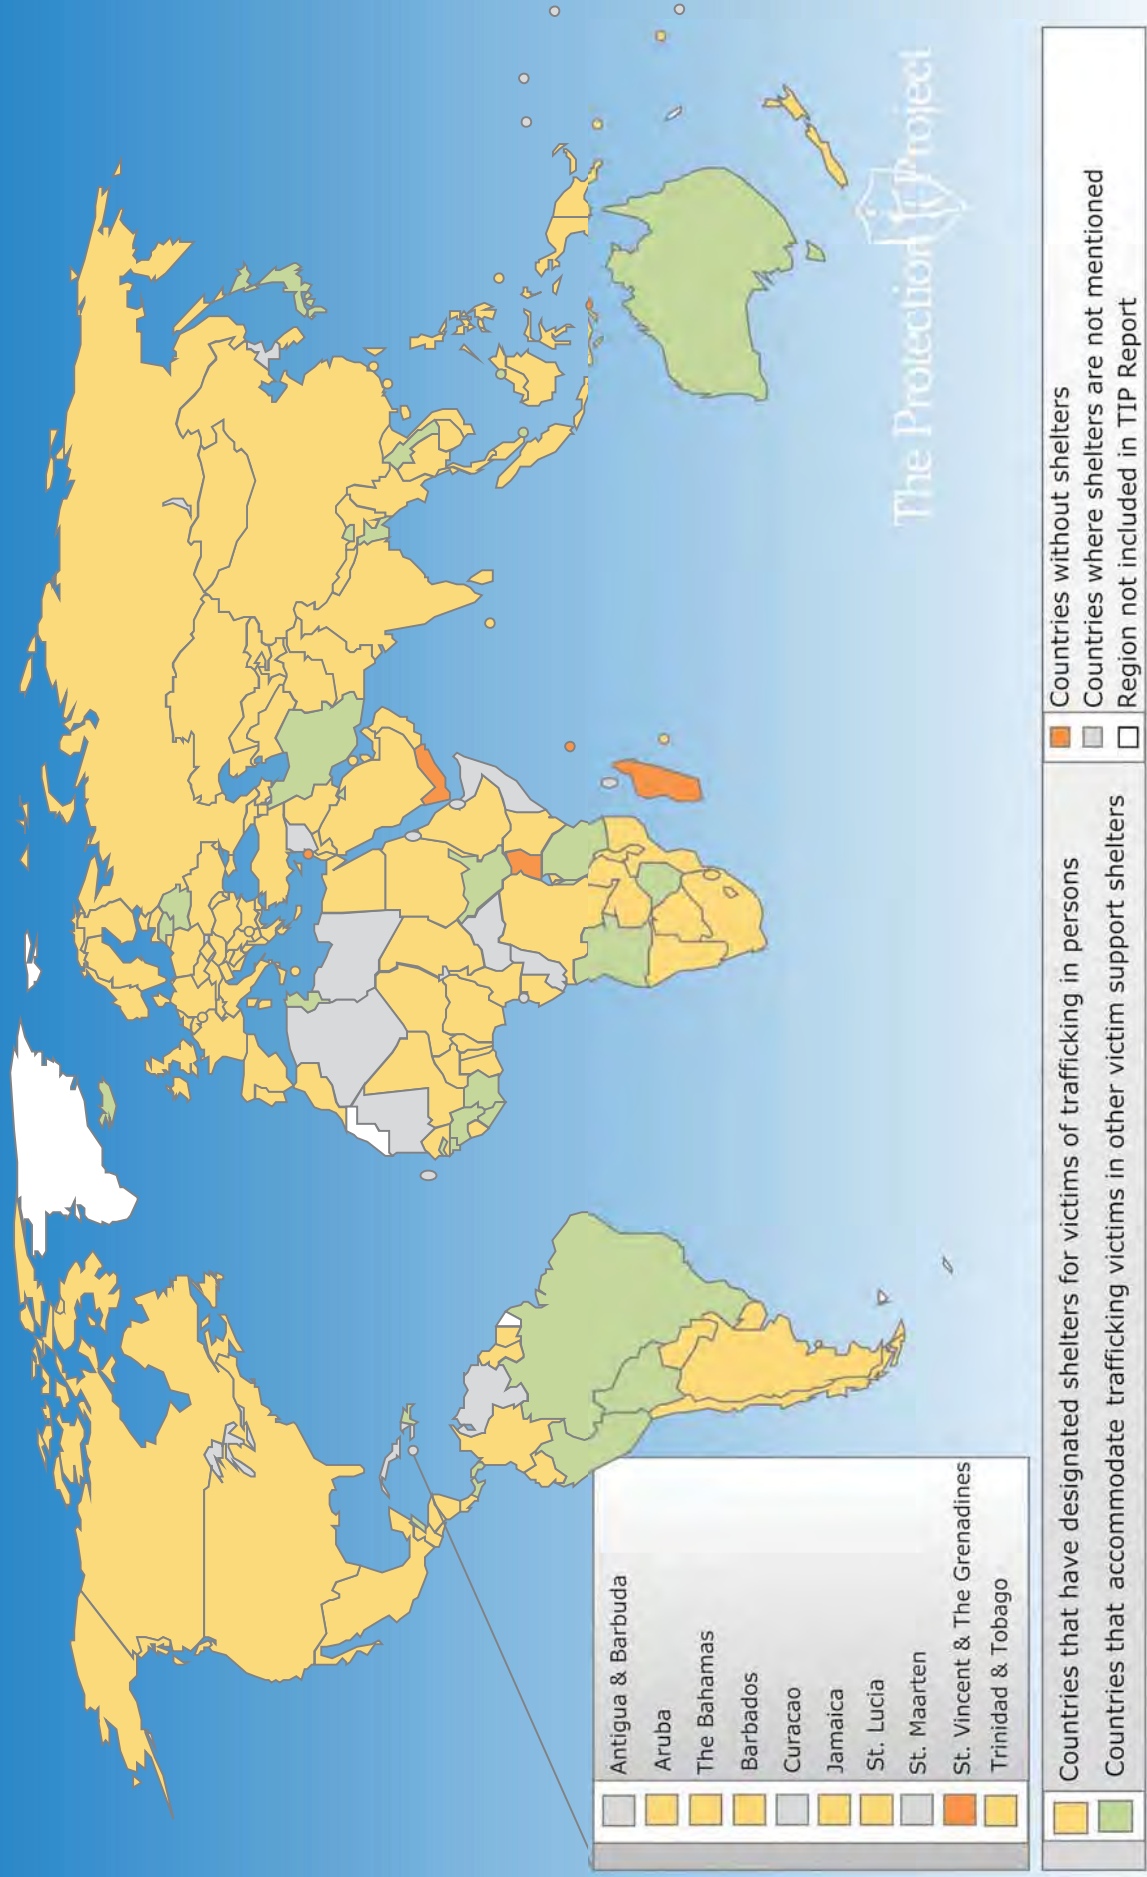 The Protection Project
Antigua & Barbuda
Aruba
The Bahamas
Barbados
Curacao
Jamaica
St. Lucia
St. Maarten
St. Vincent & The Grenadines
Trinidad & Tobago
Countries that have designated shelters for victims of trafficking in persons
Countries that accommodate trafficking victims in other victim support shelters
Countries without shelters
Countries where shelters are not mentioned
Region not included in TIP Report